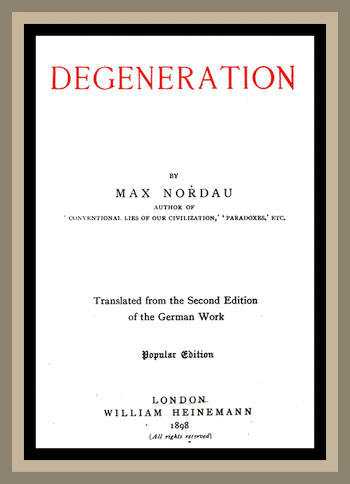 DEGENERATION
BY
MAX NORDAU
AUTHOR OF
' CONVENTIONAL LIES OF OUR CIVILIZATION,' ' PARADOXES,' ETC.
Translated from the Second Edition
of the German Work
Popular Edition
LONDON
WILLIAM HEINEMANN
1898
(All rights reserved)